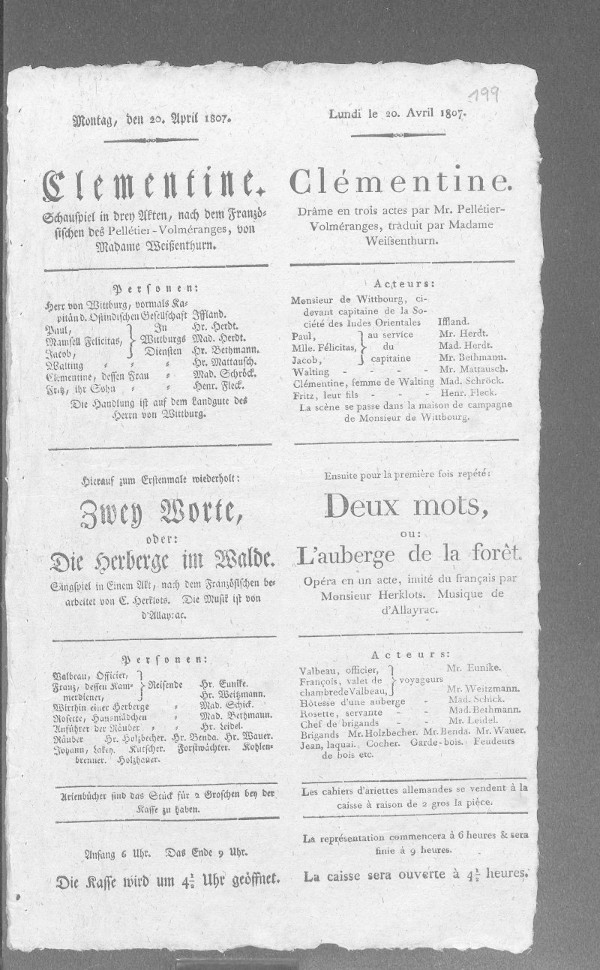 199
Montag, den 20. April 1807.
Clementine.
Schauspiel in drey Akten, nach dem Franzö-
sischen des Pellétier-Volméranges, von
Madame Weißenthurn.
Personen:
Herr von Wittburg, vormals Ka-
pitän d. Ostindischen Gesellschaft Iffland.
Paul, In Hr. Herdt.
Mamsell Felicitas, Wittburgs Mad. Herdt.
Jacob, Diensten Hr. Bethmann.
Walting Hr. Mattausch.
Clementine, dessen Frau Mad. Schröck.
Fritz, ihr Sohn Henr. Fleck.
Die Handlung ist auf dem Landgute des
Herrn von Wittburg.
Hierauf zum Erstenmale wiederholt:
Zwey Worte,
oder:
Die Herberge im Walde.
Singspiel in Einem Akt, nach dem Französischen be-
arbeitet von C. Herklots. Die Musik ist von
d'Allayrac.
Personen:
Valbeau, Officier, Hr. Eunike.
Franz, dessen Kam- Reisende
merdiener, Hr. Weitzmann.
Wirthin einer Herberge Mad. Schick.
Rosette, Hausmädchen Mad. Bethmann.
Anführer der Räuber Hr. Leidel.
Räuber Hr. Holzbecher. Hr. Benda. Hr. Wauer.
Johann, Lakey. Kutscher. Forstwächter. Kohlen-
brenner. Holzhauer.
Arienbücher sind das Stück für 2 Groschen bey der
Kasse zu haben.
Anfang 6 Uhr. Das Ende 9 Uhr.
Die Kasse wird um 4½ Uhr geöffnet.
Lundi le 20. Avril 1807.
Clémentine.
Drâme en trois actes par Mr. Pellétier-
Volméranges, traduit par Madame
Weißenthurn.
Acteurs:
Monsieur de Wittbourg, ci-
devant capitaine de la So-
ciété des Indes Orientales Iffland.
Paul, au service Mr. Herdt.
Mlle. Félicitas, du Mad. Herdt.
Jacob, capitaine Mr. Bethmann.
Walting - - - - Mr. Mattausch.
Clémentine, femme de Walting Mad. Schröck.
Fritz, leur fils - - - Henr. Fleck.
La scène se passe dans la maison de campagne
de Monsieur de Wittbourg.
Ensuite pour la première fois repété:
Deux mots,
ou:
L'auberge de la forêt.
Opéra en un acte, imité du français par
Monsieur Herklots. Musique de
d'Allayrac.
Acteurs:
Valbeau, officier, Mr. Eunike.
François, valet de voyageurs
chambre de Valbeau, Mr. Weitzmann.
Hôtesse d'une auberge - Mad. Schick.
Rosette, servante - - Mad. Bethmann.
Chef de brigands - - Mr. Leidel.
Brigands Mr. Holzbecher. Mr. Benda. Mr. Wauer.
Jean, laquai. Cocher. Garde-bois. Fendeurs
de bois etc.
Les cahiers d'ariettes allemandes se vendent à la
caisse à raison de 2 gros la pièce.
La représentation commencera à 6 heures & sera
finie à 9 heures.
La caisse sera ouverte à 4½ heures.